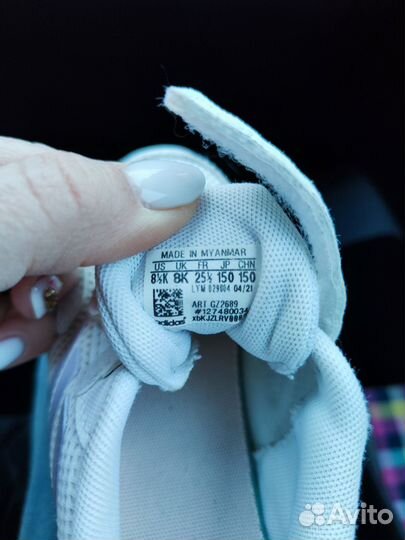 MADE IN MYANMAR
US UK FR JP CHN
8½K 8K 25½ 150 150
LYM 029004 04/21
ART GZ2689
#127480034
adidas
Avito